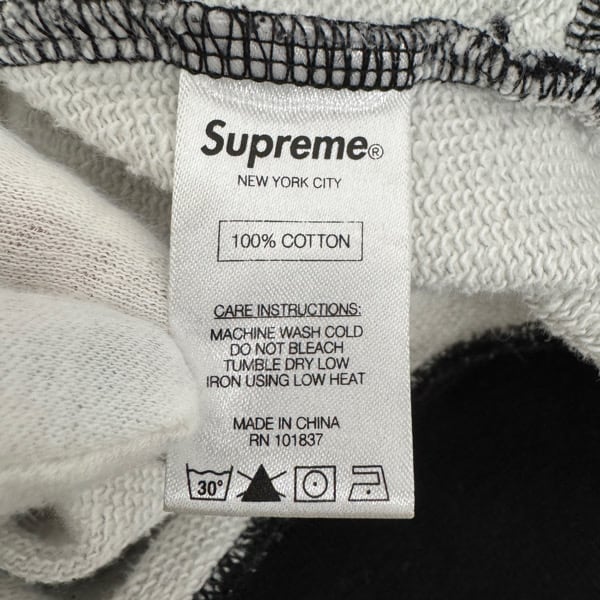 Supreme®
NEW YORK CITY
100% COTTON
CARE INSTRUCTIONS:
MACHINE WASH COLD
DO NOT BLEACH
TUMBLE DRY LOW
IRON USING LOW HEAT
MADE IN CHINA
RN 101837
30°